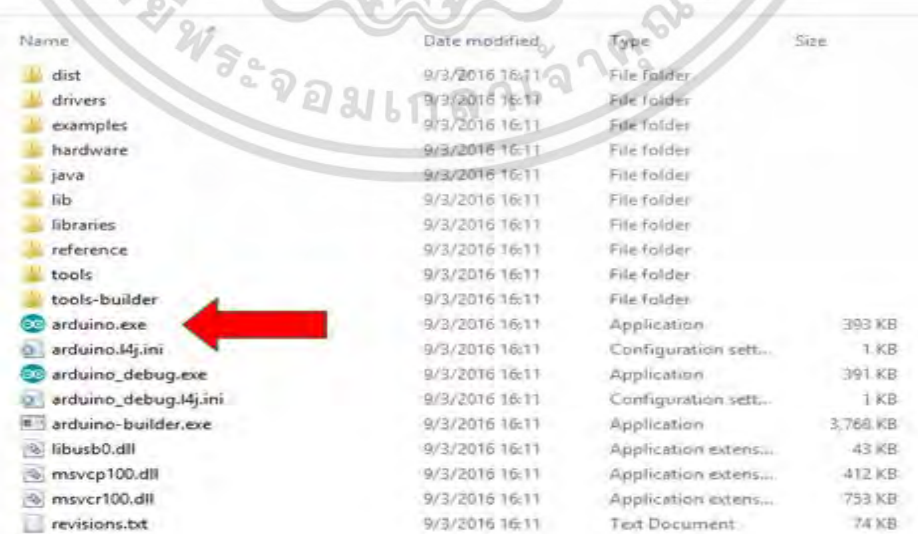 Name Date modified Type Size
dist 9/3/2016 16:11 File folder
drivers 9/3/2016 16:11 File folder
examples 9/3/2016 16:11 File folder
hardware 9/3/2016 16:11 File folder
java 9/3/2016 16:11 File folder
lib 9/3/2016 16:11 File folder
libraries 9/3/2016 16:11 File folder
reference 9/3/2016 16:11 File folder
tools 9/3/2016 16:11 File folder
tools-builder 9/3/2016 16:11 File folder
arduino.exe 9/3/2016 16:11 Application 393 KB
arduino.l4j.ini 9/3/2016 16:11 Configuration sett... 1 KB
arduino_debug.exe 9/3/2016 16:11 Application 391 KB
arduino_debug.l4j.ini 9/3/2016 16:11 Configuration sett... 1 KB
arduino-builder.exe 9/3/2016 16:11 Application 3,768 KB
libusb0.dll 9/3/2016 16:11 Application extens... 43 KB
msvcp100.dll 9/3/2016 16:11 Application extens... 412 KB
msvcr100.dll 9/3/2016 16:11 Application extens... 753 KB
revisions.txt 9/3/2016 16:11 Text Document 74 KB